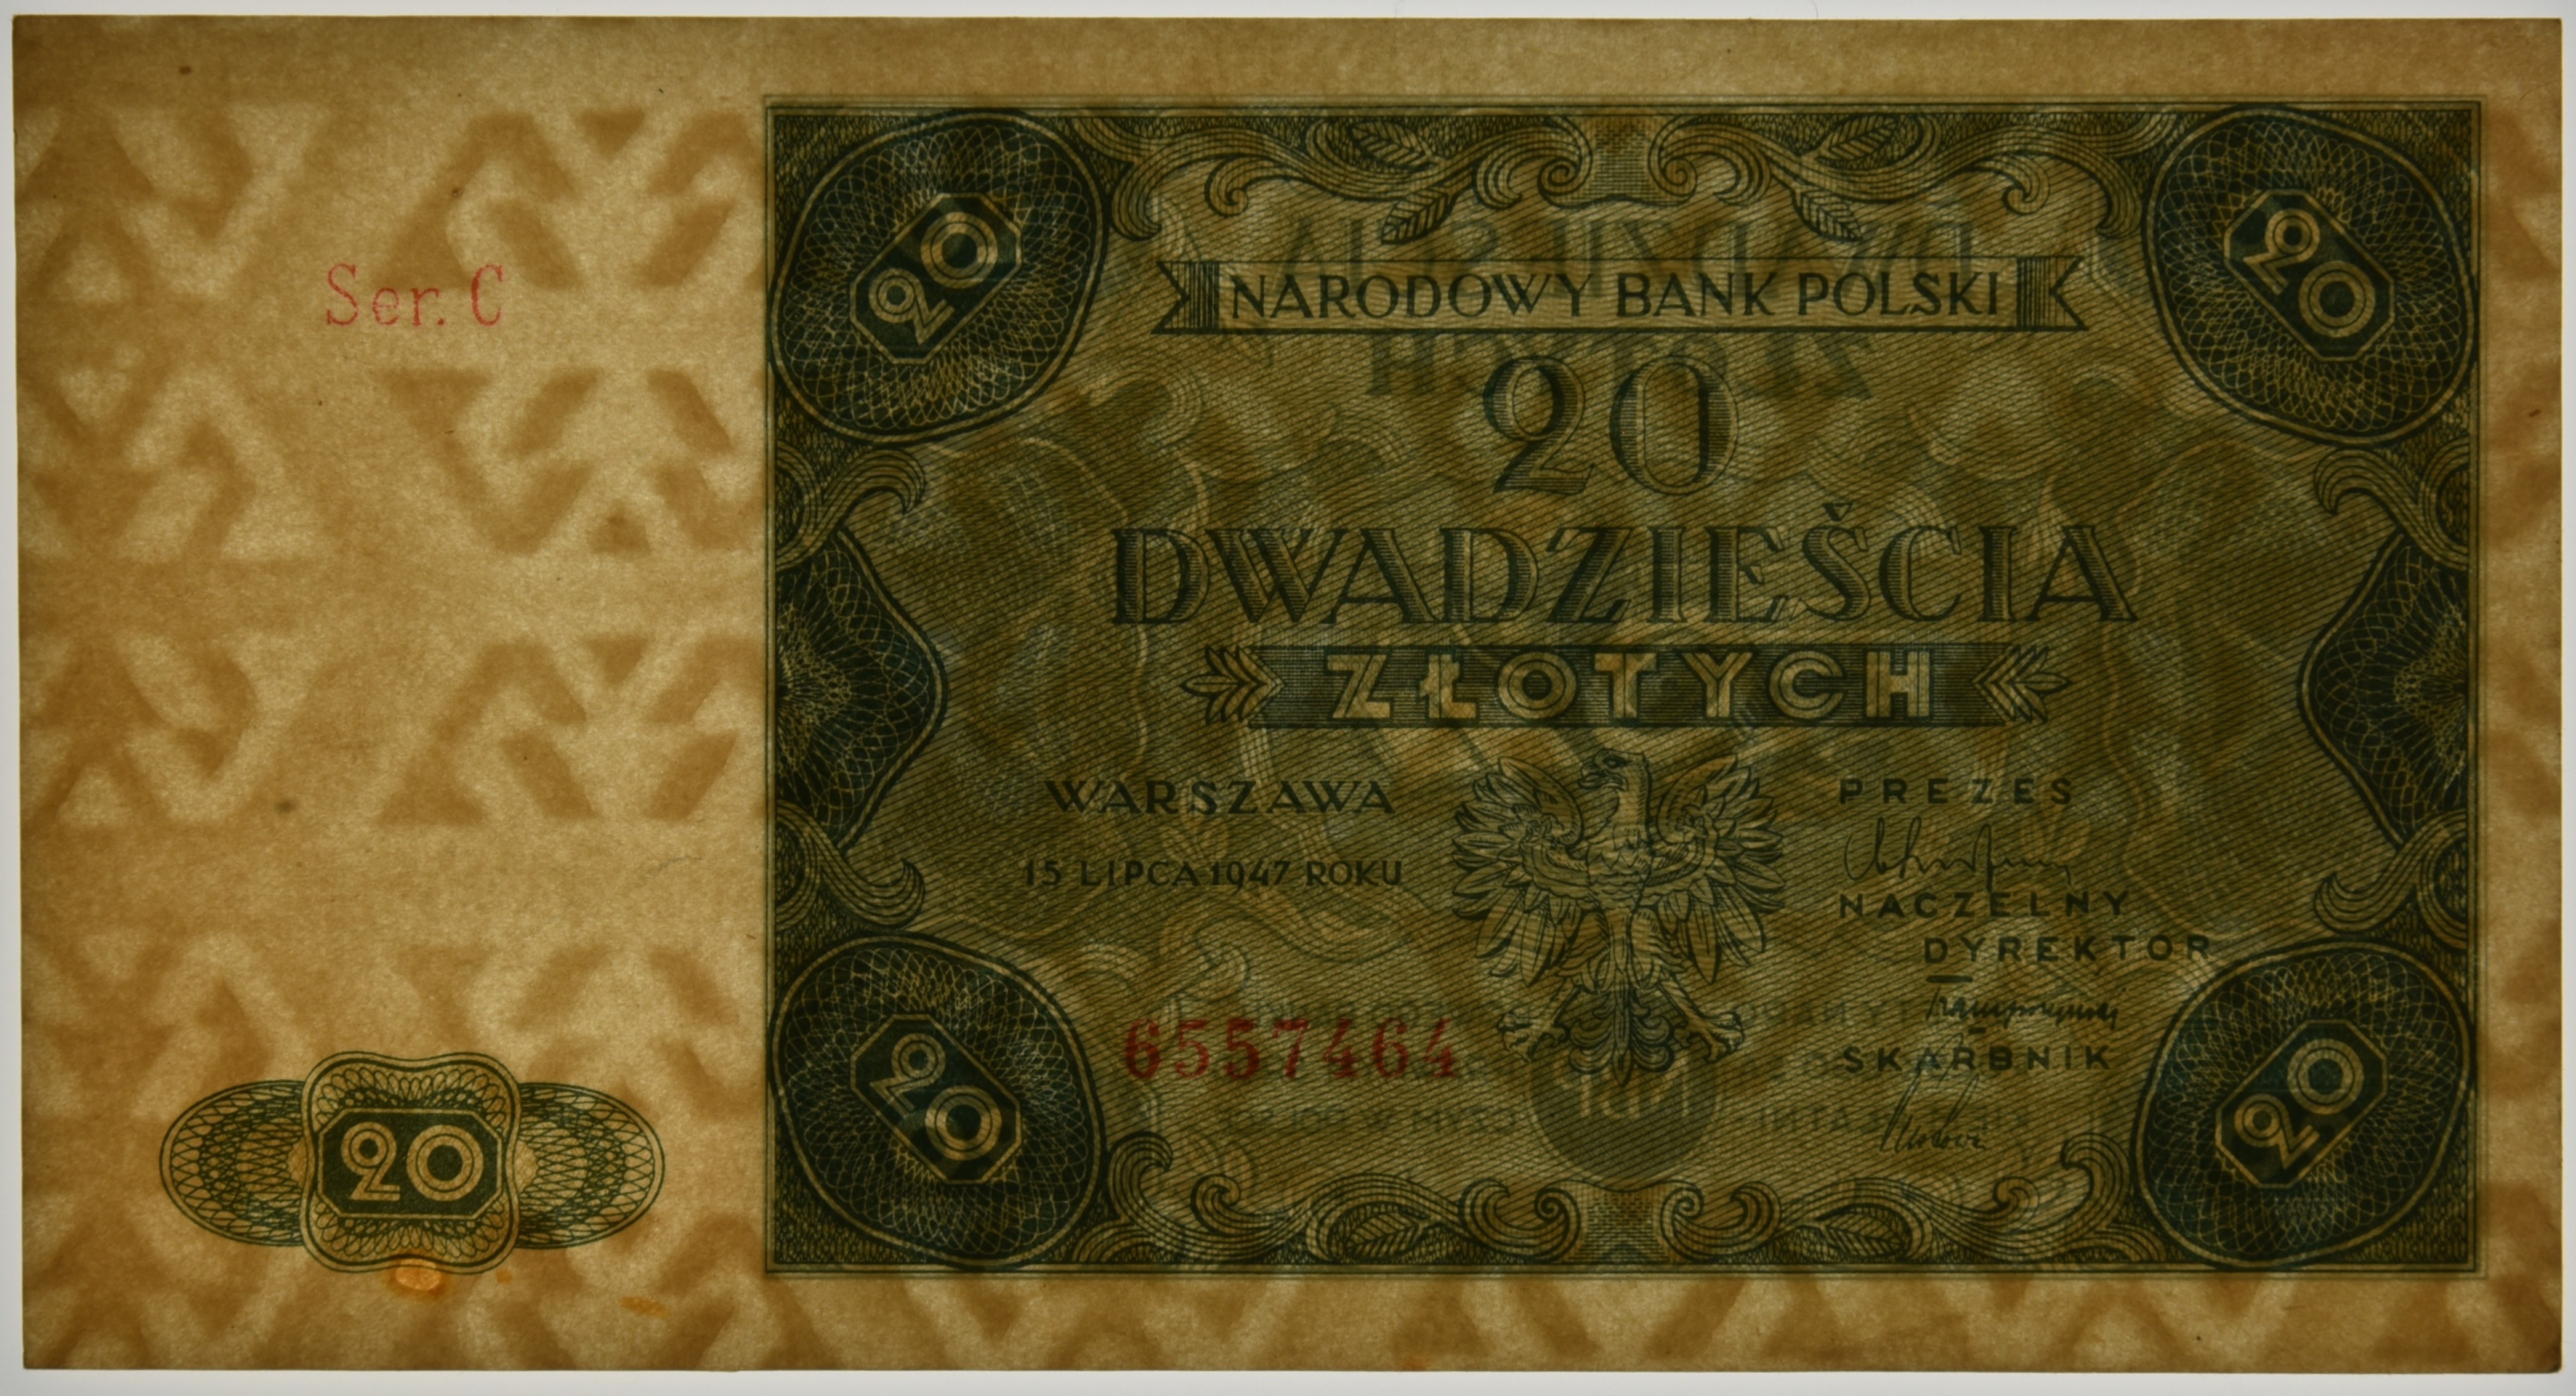 20
20
Ser. C
NARODOWY BANK POLSKI
20
DWADZIEŚCIA
ZŁOTYCH
WARSZAWA
15 LIPCA 1947 ROKU
PREZES
NACZELNY
DYREKTOR
6557464
SKARBNIK
20
20
20